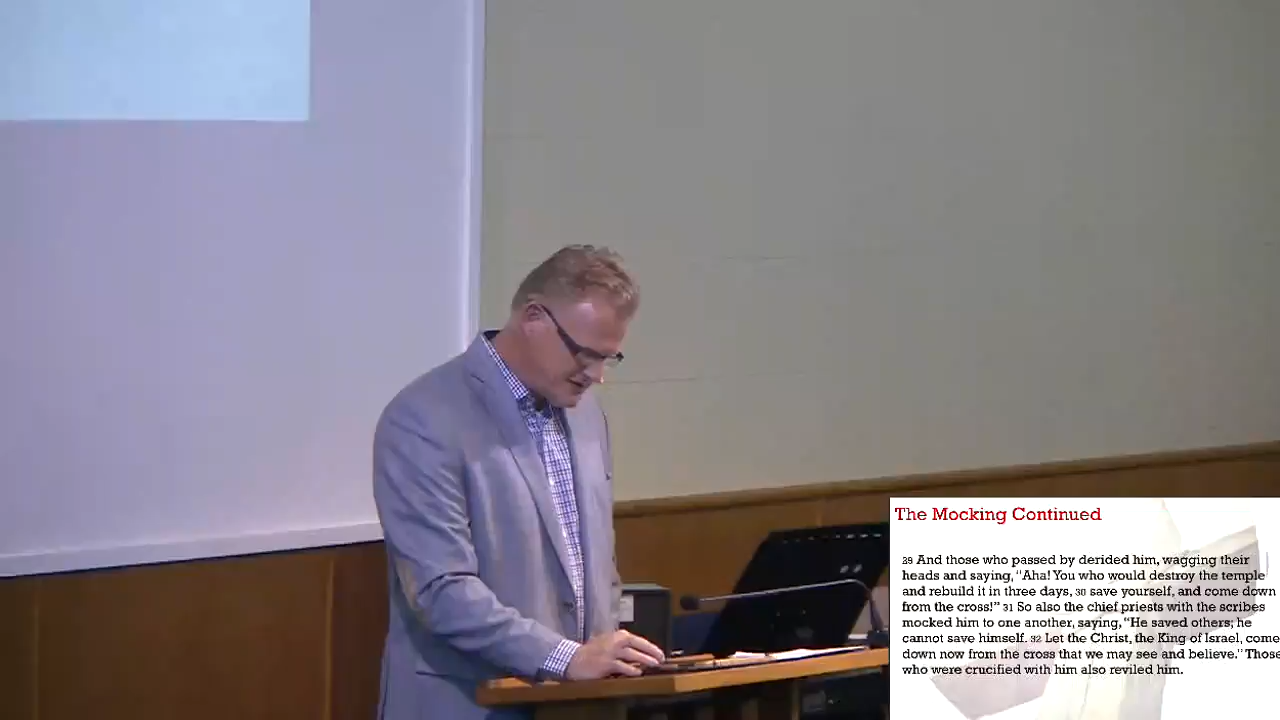 The Mocking Continued
29 And those who passed by derided him, wagging their
heads and saying, “Aha! You who would destroy the temple
and rebuild it in three days, 30 save yourself, and come down
from the cross!” 31 So also the chief priests with the scribes
mocked him to one another, saying, “He saved others; he
cannot save himself. 32 Let the Christ, the King of Israel, come
down now from the cross that we may see and believe.” Those
who were crucified with him also reviled him.